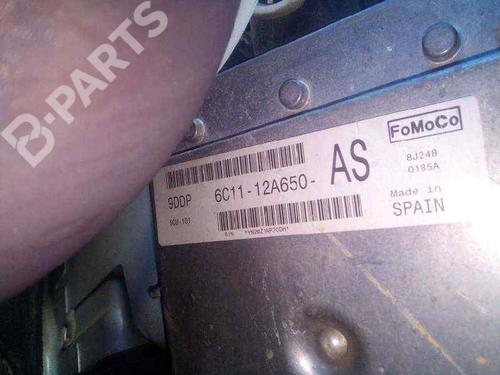 B-PARTS
FoMoCo
AS
8J248
0185A
9DDP 6C11-12A650-
Made in
SPAIN